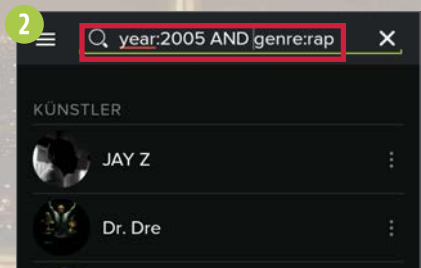 2
year:2005 AND genre:rap
KÜNSTLER
JAY Z
Dr. Dre